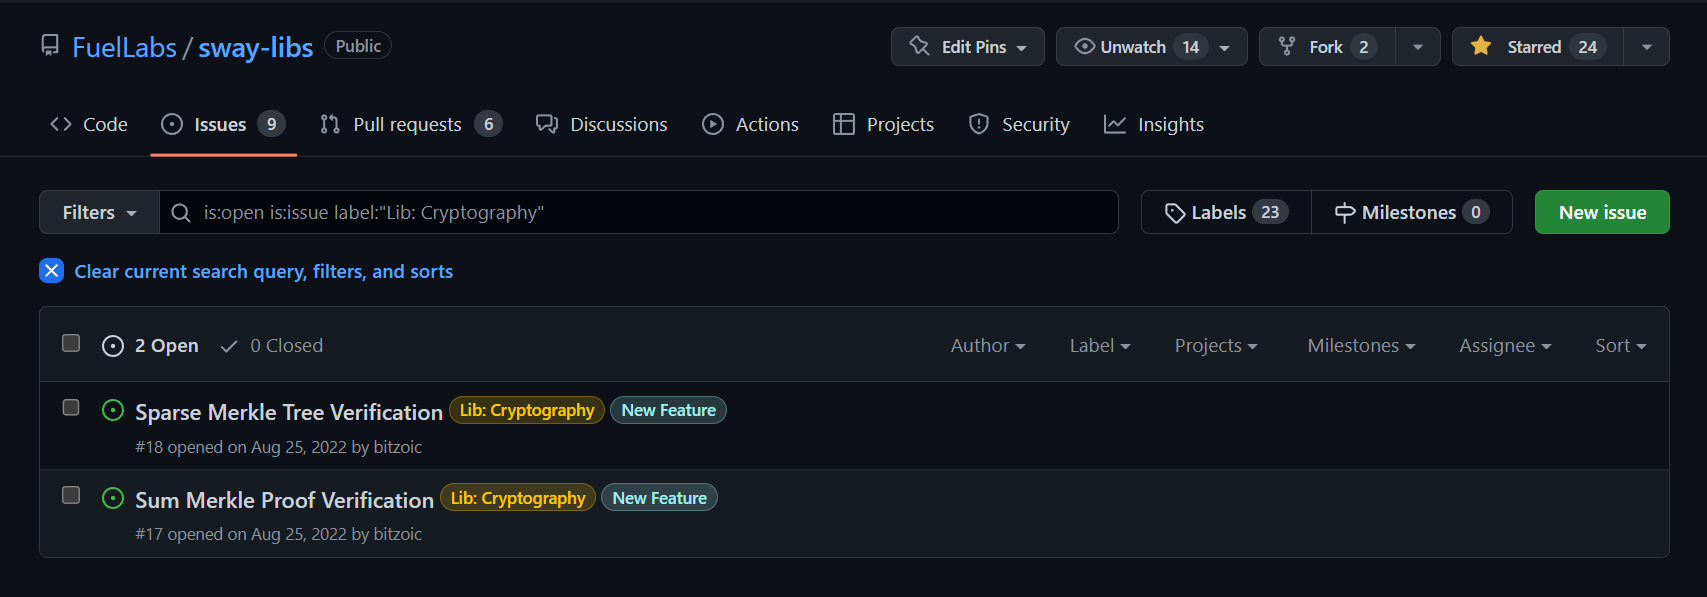 FuelLabs / sway-libs Public Edit Pins Unwatch 14 Fork 2 Starred 24
Code Issues 9 Pull requests 6 Discussions Actions Projects Security Insights
Filters is:open is:issue label:"Lib: Cryptography" Labels 23 Milestones 0 New issue
Clear current search query, filters, and sorts
2 Open 0 Closed Author Label Projects Milestones Assignee Sort
Sparse Merkle Tree Verification Lib: Cryptography New Feature
#18 opened on Aug 25, 2022 by bitzoic
Sum Merkle Proof Verification Lib: Cryptography New Feature
#17 opened on Aug 25, 2022 by bitzoic